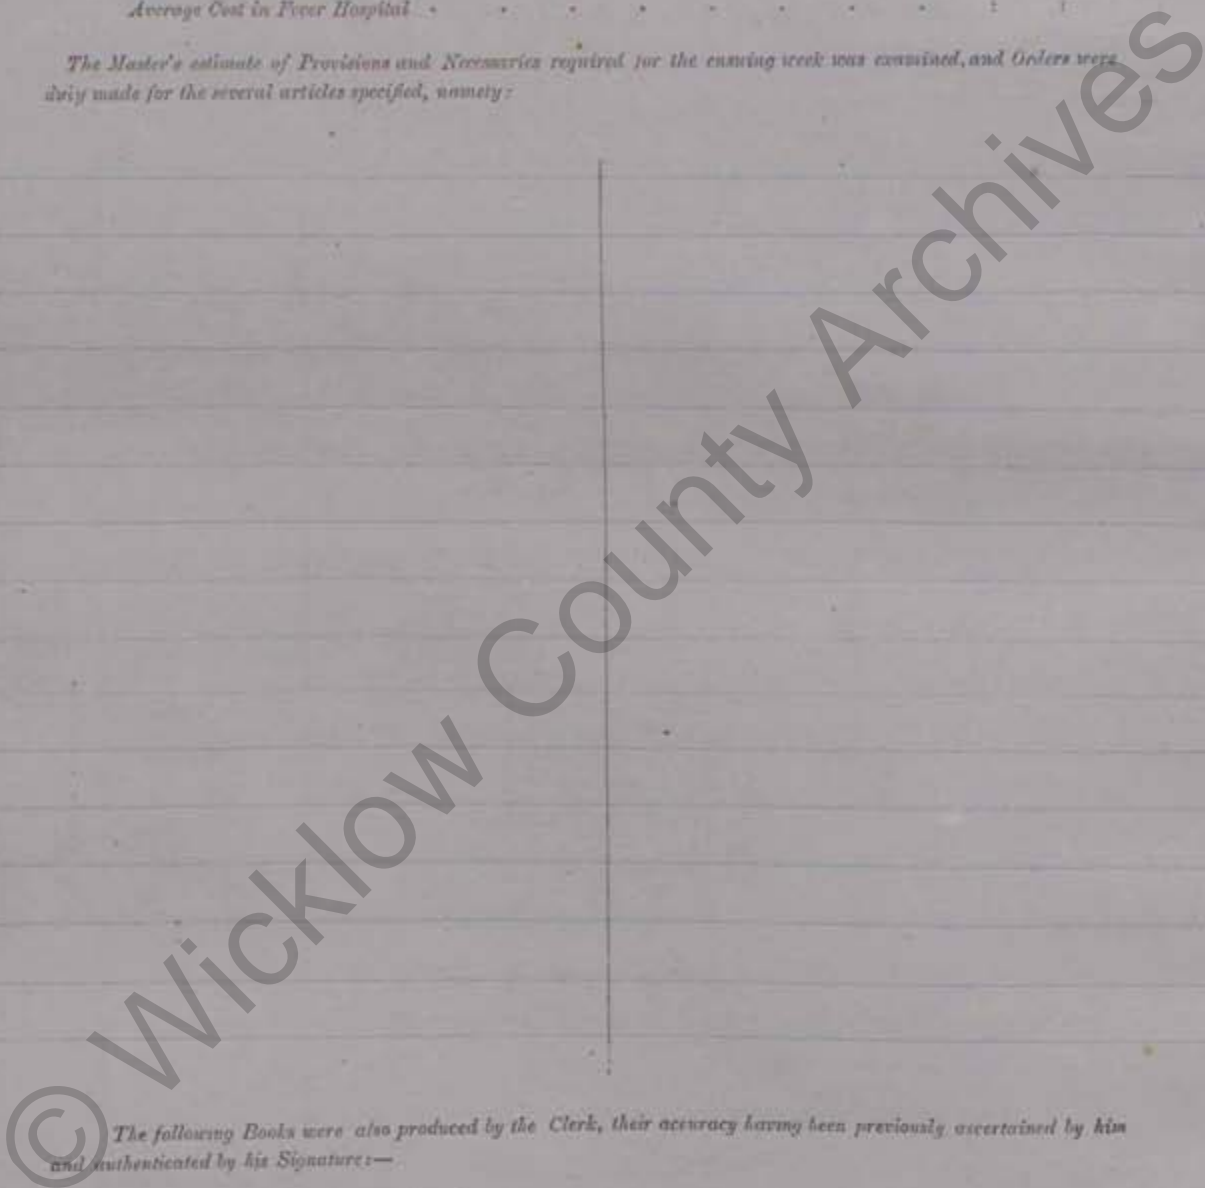 Average Cost in Fever Hospital
The Master's estimate of Provisions and Necessaries required for the ensuing week was examined, and Orders were
duly made for the several articles specified, namely:
© Wicklow County Archives
The following Books were also produced by the Clerk, their accuracy having been previously ascertained by him
and authenticated by his Signature:—